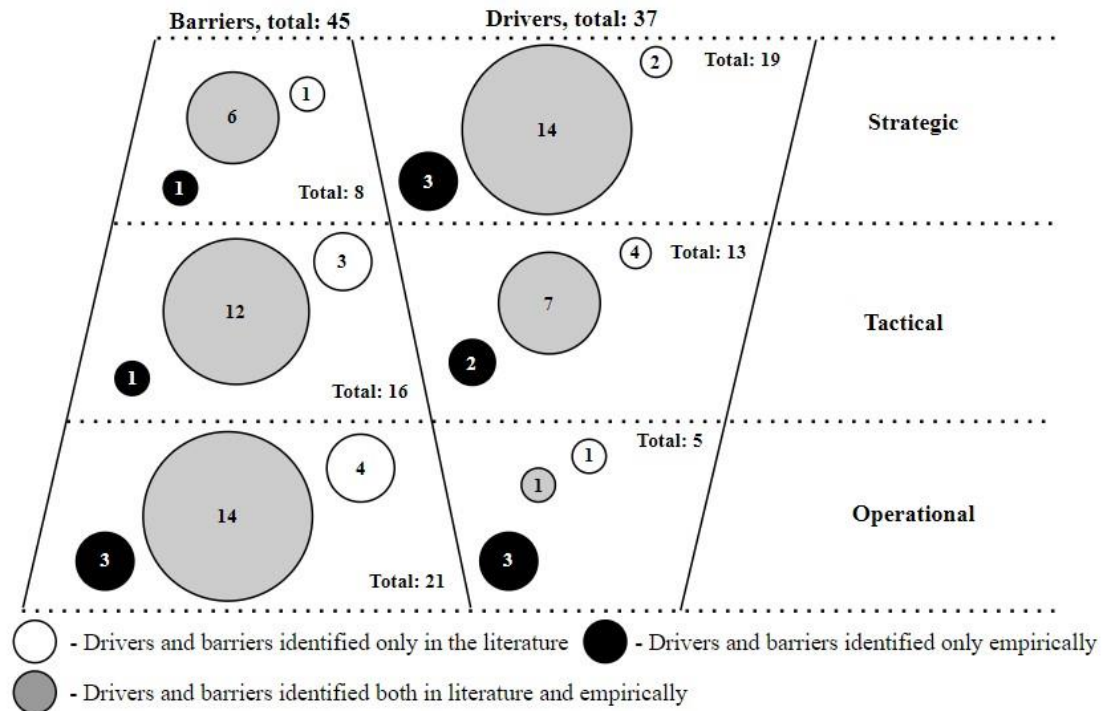 Barriers, total: 45
Drivers, total: 37
6
1
1
Total: 8
14
2
3
Total: 19
Strategic
12
3
1
Total: 16
7
4
2
Total: 13
Tactical
14
4
3
Total: 21
1
1
3
Total: 5
Operational
- Drivers and barriers identified only in the literature
- Drivers and barriers identified only empirically
- Drivers and barriers identified both in literature and empirically